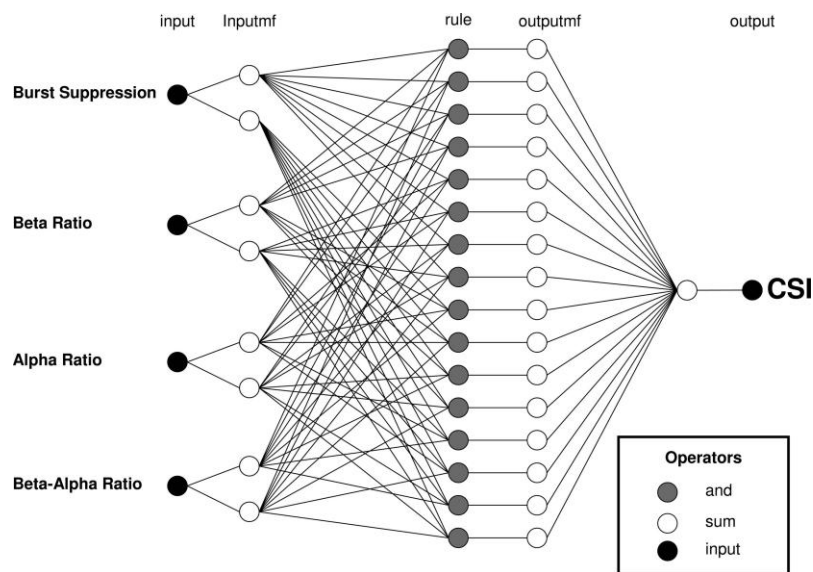 input Inputmf rule outputmf output
Burst Suppression
Beta Ratio
CSI
Alpha Ratio
Beta-Alpha Ratio
Operators
and
sum
input